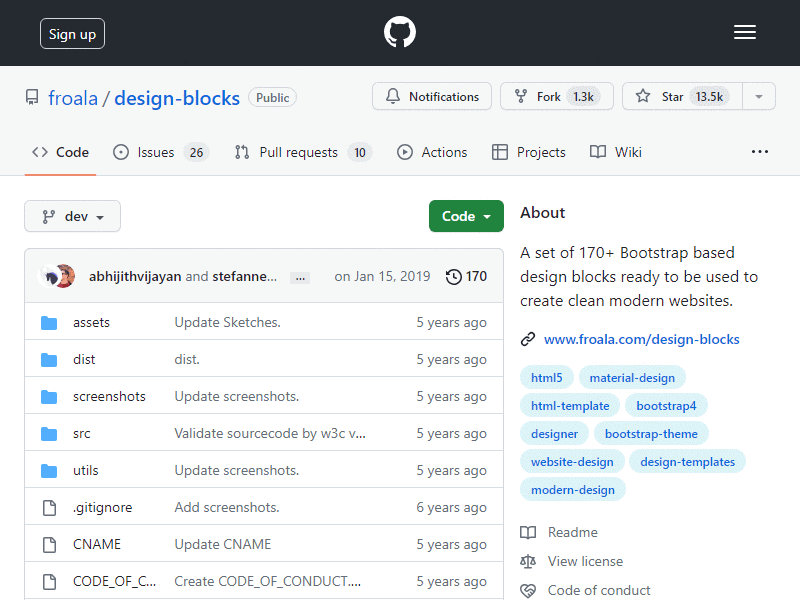 Sign up
froala / design-blocks Public
Notifications Fork 1.3k Star 13.5k
Code Issues 26 Pull requests 10 Actions Projects Wiki ...
dev Code
abhijithvijayan and stefanne... ... on Jan 15, 2019 170
assets Update Sketches. 5 years ago
dist dist. 5 years ago
screenshots Update screenshots. 5 years ago
src Validate sourcecode by w3c v... 5 years ago
utils Update screenshots. 5 years ago
.gitignore Add screenshots. 6 years ago
CNAME Update CNAME 5 years ago
CODE_OF_C... Create CODE_OF_CONDUCT.... 5 years ago
About
A set of 170+ Bootstrap based
design blocks ready to be used to
create clean modern websites.
www.froala.com/design-blocks
html5 material-design
html-template bootstrap4
designer bootstrap-theme
website-design design-templates
modern-design
Readme
View license
Code of conduct